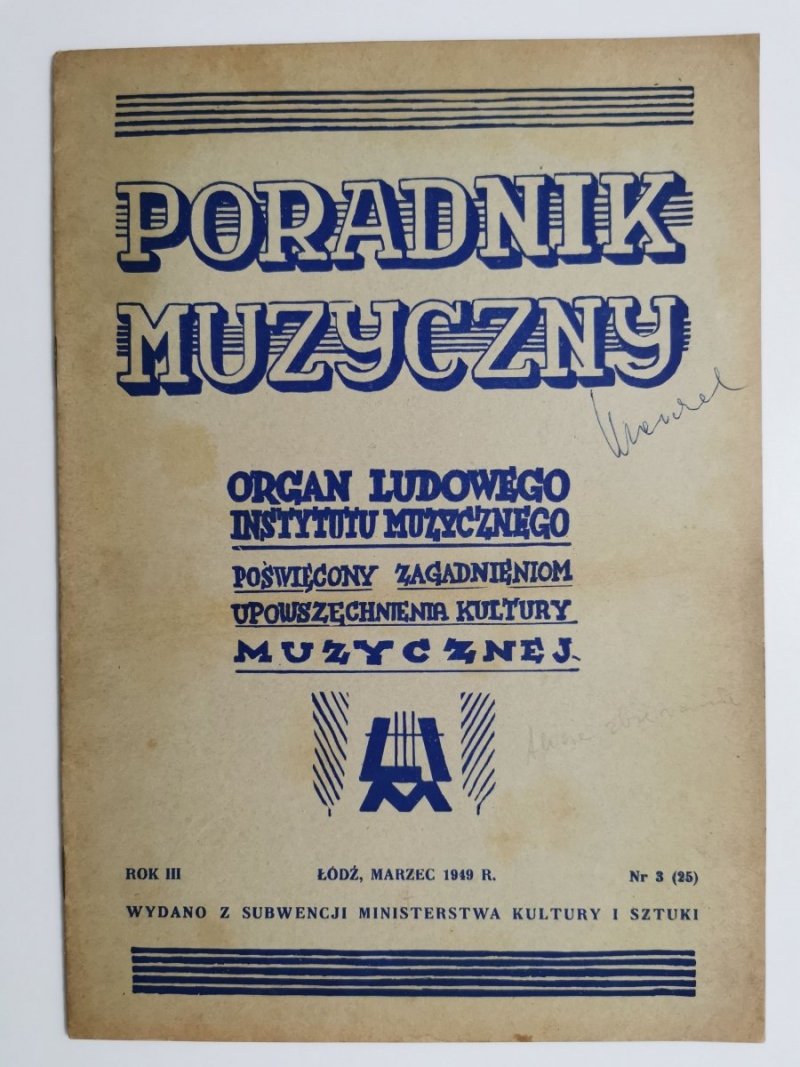 PORADNIK
MUZYCZNY
ORGAN LUDOWEGO
INSTYTUTU MUZYCZNEGO
POŚWIĘCONY ZAGADNIENIOM
UPOWSZECHNIENIA KULTURY
MUZYCZNEJ
ROK III ŁÓDŹ, MARZEC 1949 R. Nr 3 (25)
WYDANO Z SUBWENCJI MINISTERSTWA KULTURY I SZTUKI